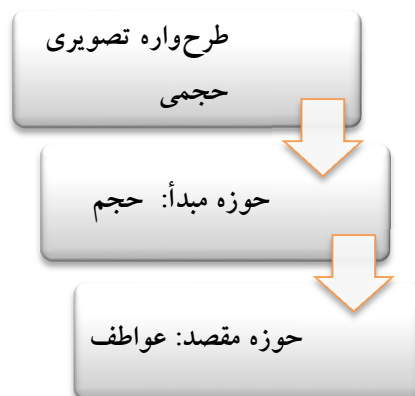 طرح‌واره تصویری
حجمی
حوزه مبدأ: حجم
حوزه مقصد: عواطف